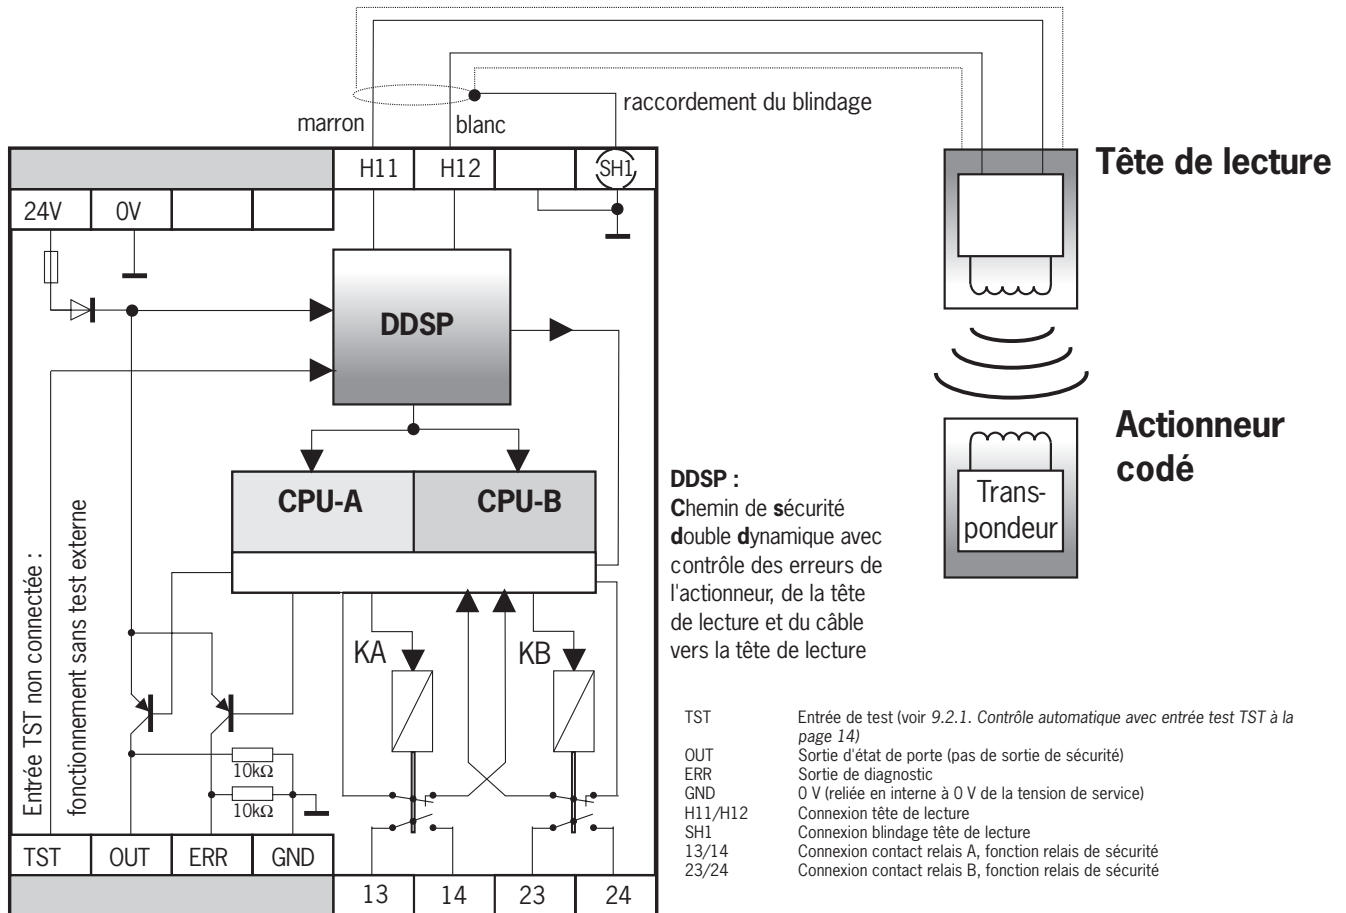 raccordement du blindage
marron
blanc
H11
H12
SH1
Tête de lecture
24V
0V
DDSP
Actionneur
codé
Trans-
pondeur
CPU-A
CPU-B
DDSP :
Chemin de sécurité
double dynamique avec
contrôle des erreurs de
l'actionneur, de la tête
de lecture et du câble
vers la tête de lecture
Entrée TST non connectée :
fonctionnement sans test externe
KA
KB
10kΩ
10kΩ
TST Entrée de test (voir 9.2.1. Contrôle automatique avec entrée test TST à la
page 14)
OUT Sortie d'état de porte (pas de sortie de sécurité)
ERR Sortie de diagnostic
GND 0 V (reliée en interne à 0 V de la tension de service)
H11/H12 Connexion tête de lecture
SH1 Connexion blindage tête de lecture
13/14 Connexion contact relais A, fonction relais de sécurité
23/24 Connexion contact relais B, fonction relais de sécurité
TST
OUT
ERR
GND
13
14
23
24